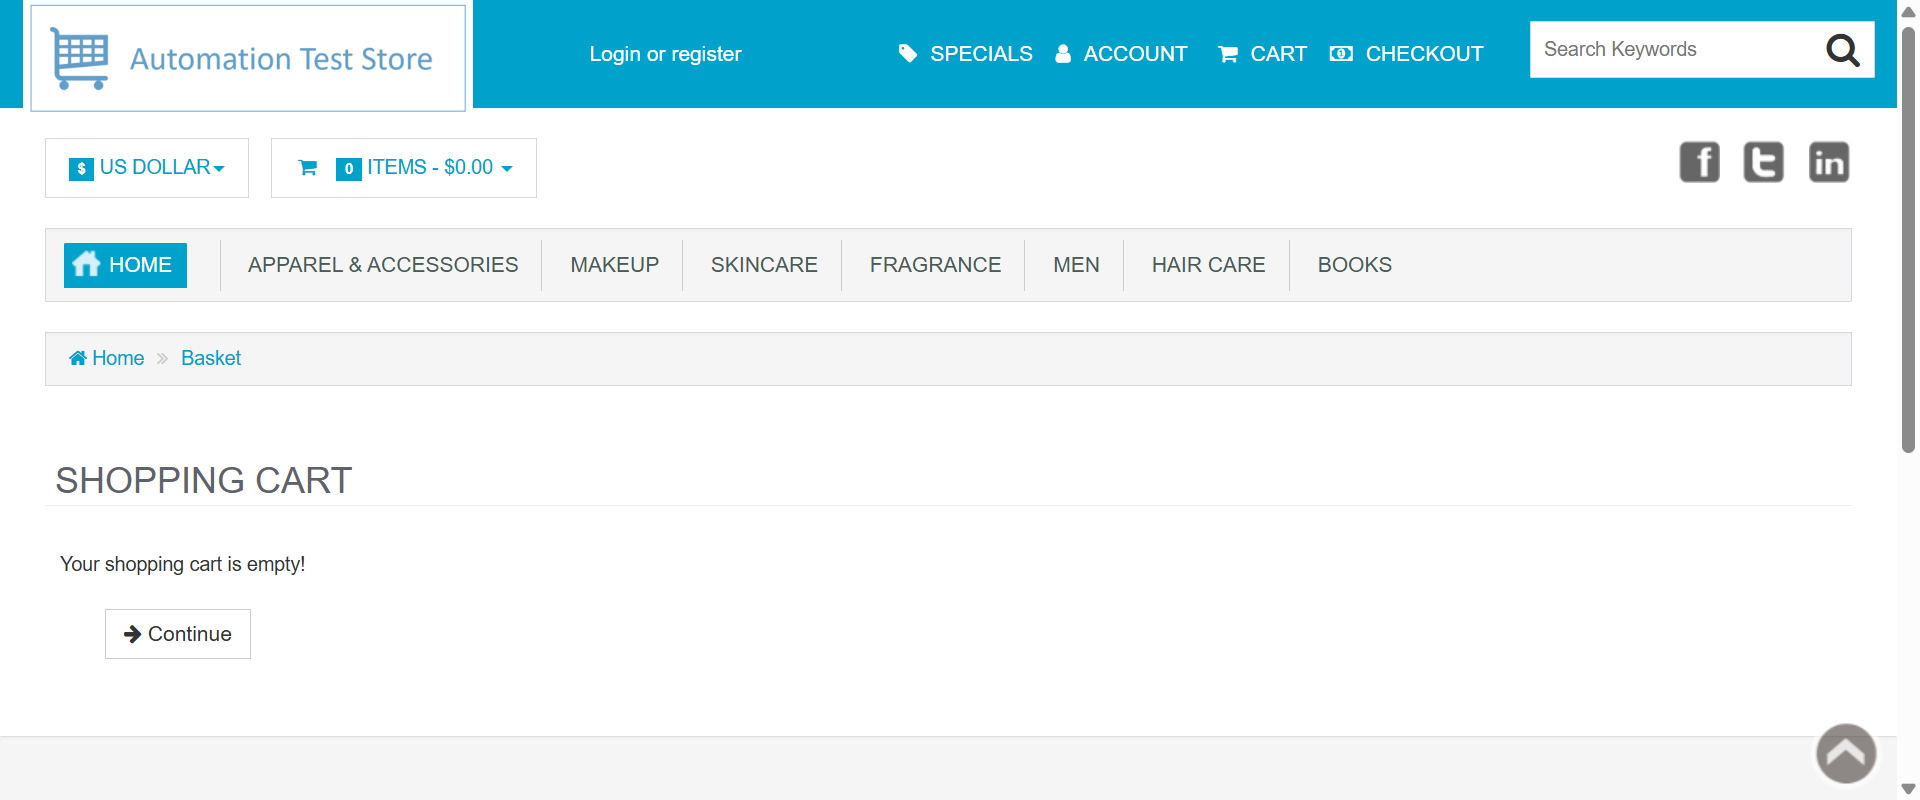 Automation Test Store
Login or register
SPECIALS
ACCOUNT
CART
CHECKOUT
Search Keywords
$ US DOLLAR
0 ITEMS - $0.00
f
t
in
HOME
APPAREL & ACCESSORIES
MAKEUP
SKINCARE
FRAGRANCE
MEN
HAIR CARE
BOOKS
Home » Basket
SHOPPING CART
Your shopping cart is empty!
Continue